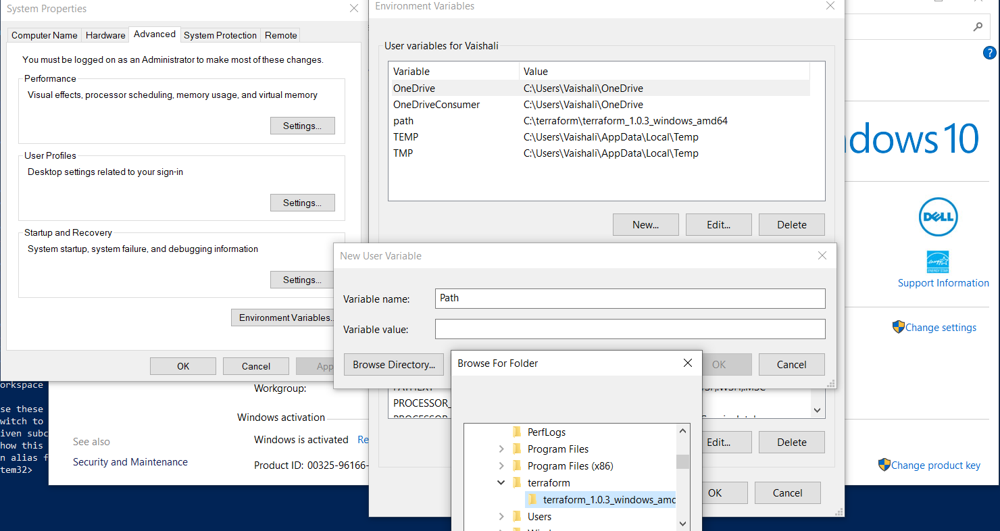 System Properties
Computer Name Hardware Advanced System Protection Remote
You must be logged on as an Administrator to make most of these changes.
Performance
Visual effects, processor scheduling, memory usage, and virtual memory
Settings...
User Profiles
Desktop settings related to your sign-in
Settings...
Startup and Recovery
System startup, system failure, and debugging information
Settings...
Environment Variables..
OK Cancel App
Environment Variables
User variables for Vaishali
Variable Value
OneDrive C:\Users\Vaishali\OneDrive
OneDriveConsumer C:\Users\Vaishali\OneDrive
path C:\terraform\terraform_1.0.3_windows_amd64
TEMP C:\Users\Vaishali\AppData\Local\Temp
TMP C:\Users\Vaishali\AppData\Local\Temp
New... Edit... Delete
New User Variable
Variable name: Path
Variable value:
Browse Directory... OK Cancel
Browse For Folder
PerfLogs
Program Files
Program Files (x86)
terraform
terraform_1.0.3_windows_amd
Users
PROCESSOR_
Edit... Delete
OK Cancel
?
dows 10
DELL
Support Information
Change settings
Change product key
Workgroup:
Windows activation
Windows is activated Re
Product ID: 00325-96166-
See also
Security and Maintenance
orkspace
se these
witch to
iven subc
how this
n alias f
tem32>